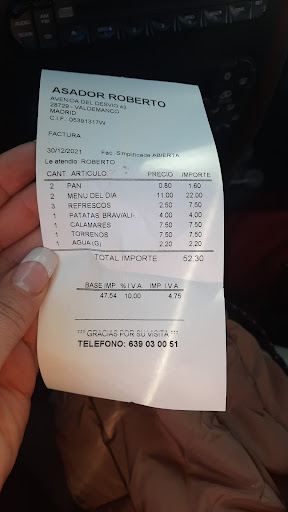 ASADOR ROBERTO
AVENIDA DEL DESVIO 43
28729 - VALDEMANCO
MADRID
C.I.F.: 05391317W
FACTURA
30/12/2021 Fac. Simplificada ABIERTA
Le atendio: ROBERTO
CANT. ARTICULO PRECIO IMPORTE
2 PAN 0,80 1,60
2 MENU DEL DIA 11,00 22,00
3 REFRESCOS 2,50 7,50
1 PATATAS BRAV/ALI- 4,00 4,00
1 CALAMARES 7,50 7,50
1 TORRENOS 7,50 7,50
1 AGUA(G) 2,20 2,20
TOTAL IMPORTE 52,30
BASE IMP. % I.V.A. IMP. I.V.A
47,54 10,00 4,75
*** GRACIAS POR SU VISITA ***
TELEFONO: 639 03 00 51